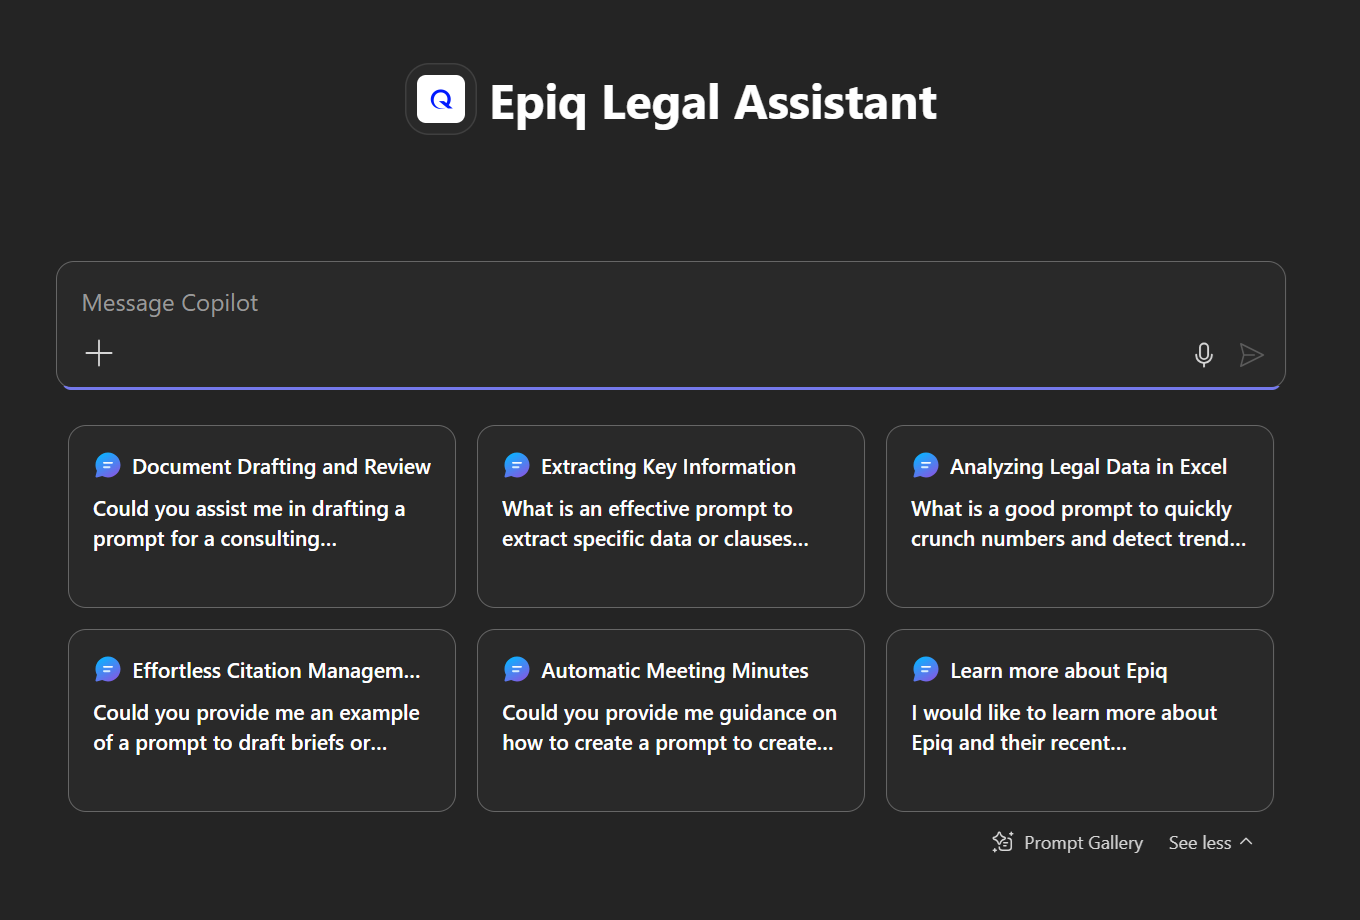 Epiq Legal Assistant
Message Copilot
Document Drafting and Review
Could you assist me in drafting a
prompt for a consulting...
Extracting Key Information
What is an effective prompt to
extract specific data or clauses...
Analyzing Legal Data in Excel
What is a good prompt to quickly
crunch numbers and detect trend...
Effortless Citation Managem...
Could you provide me an example
of a prompt to draft briefs or...
Automatic Meeting Minutes
Could you provide me guidance on
how to create a prompt to create...
Learn more about Epiq
I would like to learn more about
Epiq and their recent...
Prompt Gallery See less